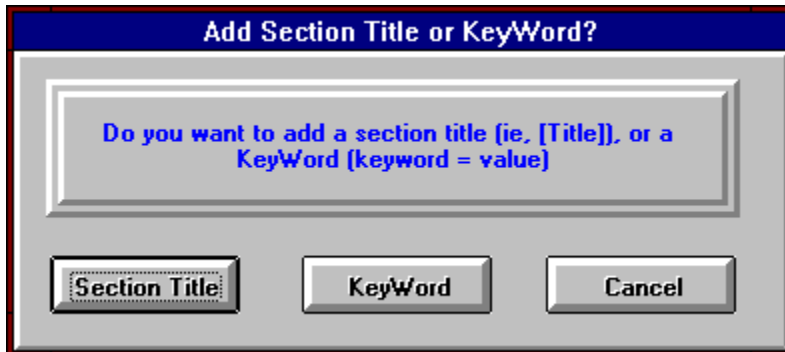 Add Section Title or KeyWord?
Do you want to add a section title (ie, [Title]), or a
KeyWord (keyword = value)
Section Title
KeyWord
Cancel